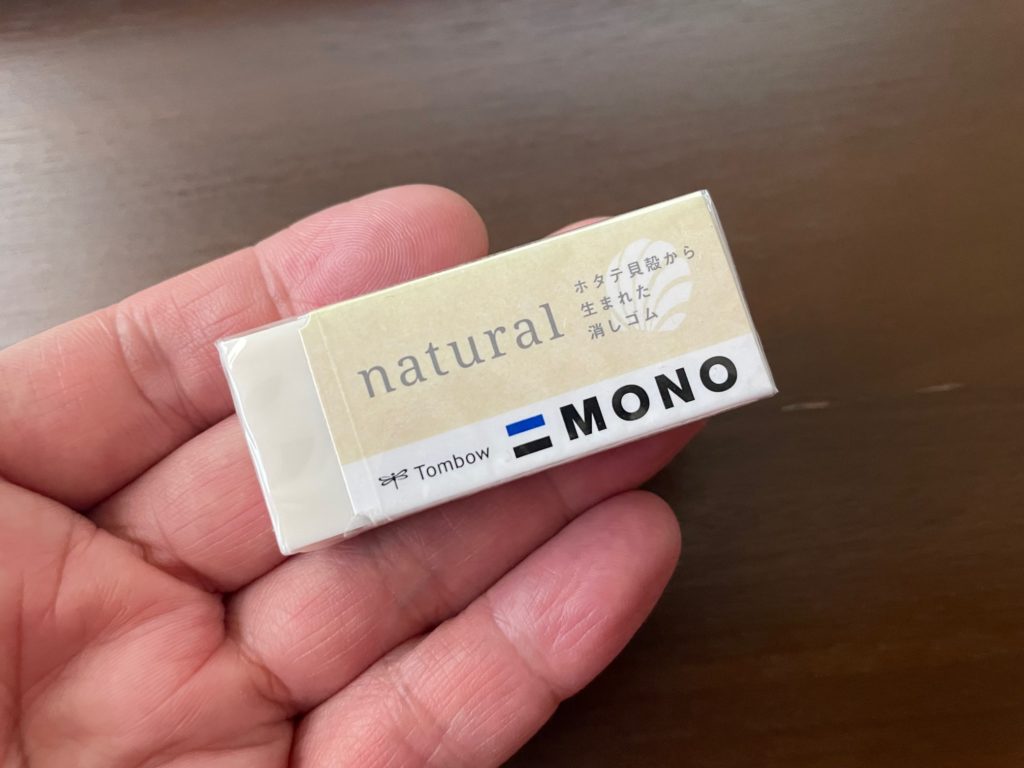 natural
ホタテ貝殻から
生まれた
消しゴム
Tombow
MONO